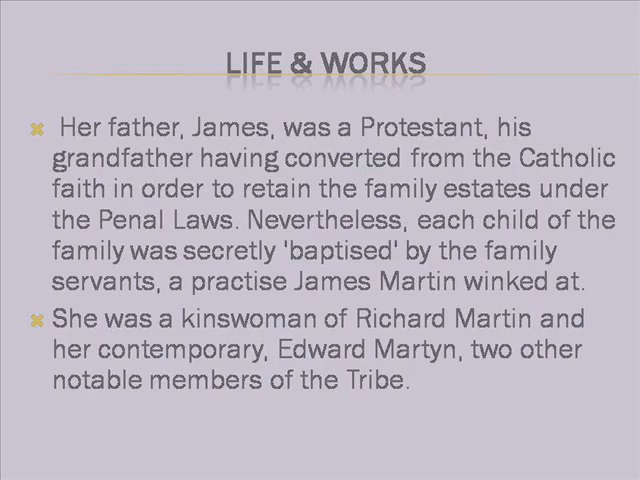 LIFE & WORKS
Her father, James, was a Protestant, his
grandfather having converted from the Catholic
faith in order to retain the family estates under
the Penal Laws. Nevertheless, each child of the
family was secretly 'baptised' by the family
servants, a practise James Martin winked at.
She was a kinswoman of Richard Martin and
her contemporary, Edward Martyn, two other
notable members of the Tribe.